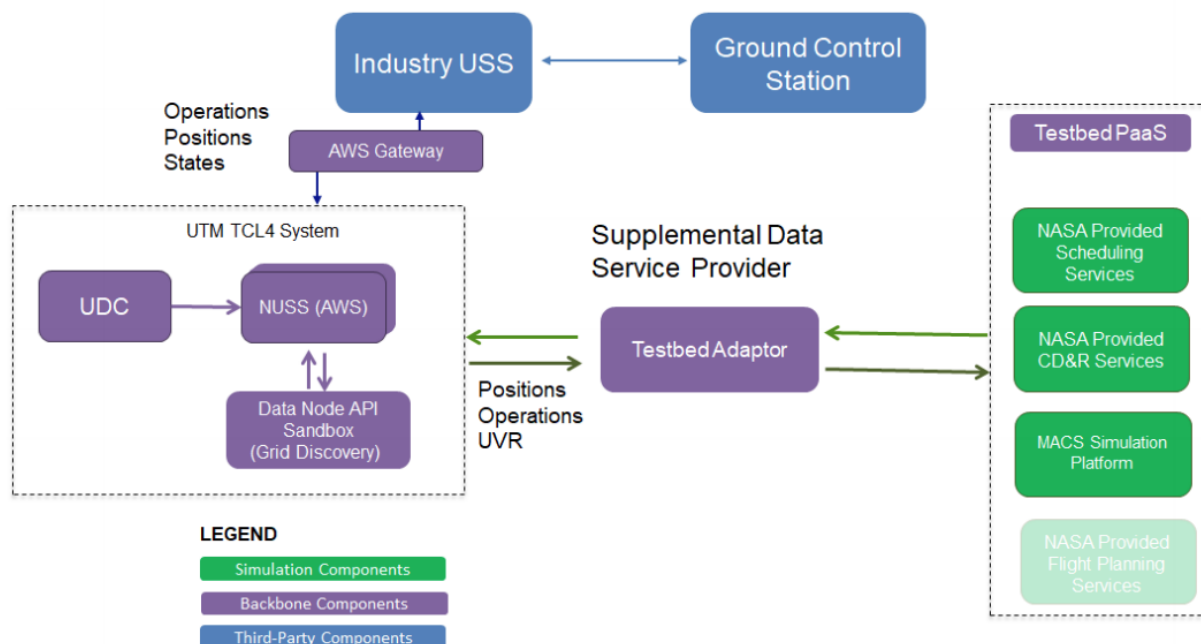 Industry USS
Ground Control
Station
Operations
Positions
States
AWS Gateway
Testbed PaaS
UTM TCL4 System
UDC
NUSS (AWS)
Data Node API
Sandbox
(Grid Discovery)
Supplemental Data
Service Provider
Testbed Adaptor
Positions
Operations
UVR
NASA Provided
Scheduling
Services
NASA Provided
CD&R Services
MACS Simulation
Platform
NASA Provided
Flight Planning
Services
LEGEND
Simulation Components
Backbone Components
Third-Party Components